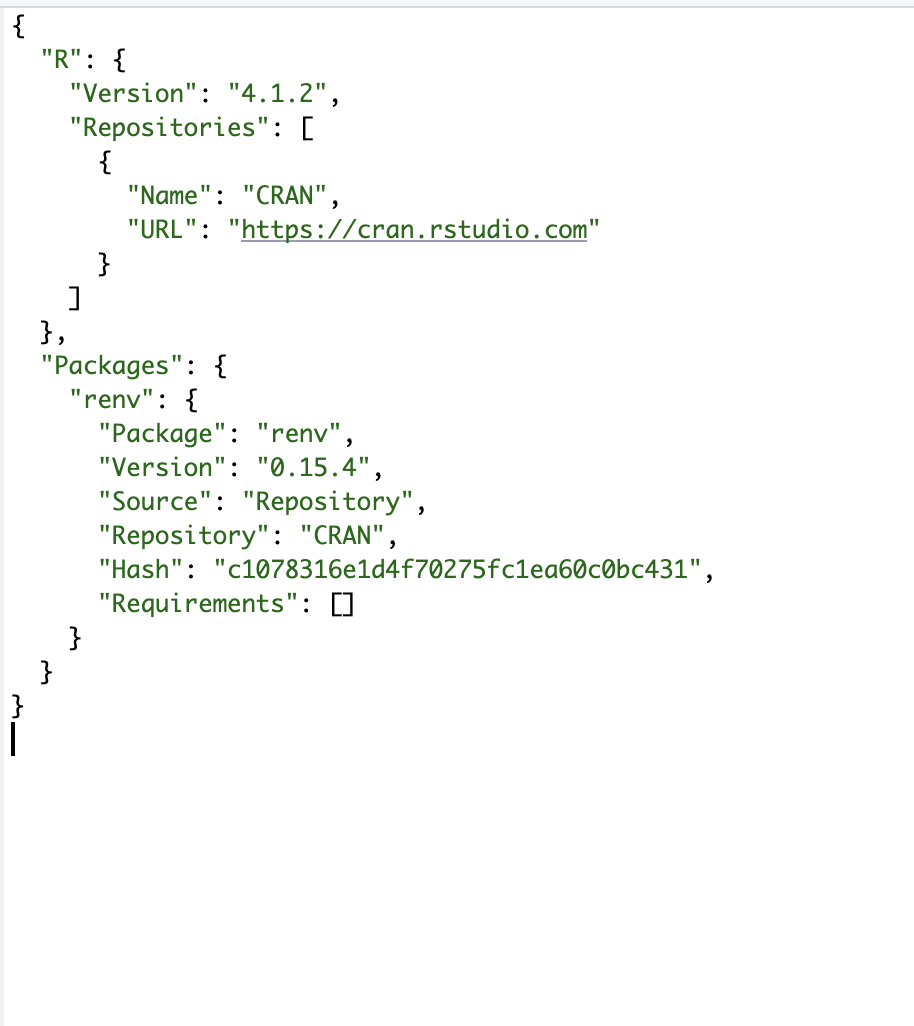 {
  "R": {
    "Version": "4.1.2",
    "Repositories": [
      {
        "Name": "CRAN",
        "URL": "https://cran.rstudio.com"
      }
    ]
  },
  "Packages": {
    "renv": {
      "Package": "renv",
      "Version": "0.15.4",
      "Source": "Repository",
      "Repository": "CRAN",
      "Hash": "c1078316e1d4f70275fc1ea60c0bc431",
      "Requirements": []
    }
  }
}